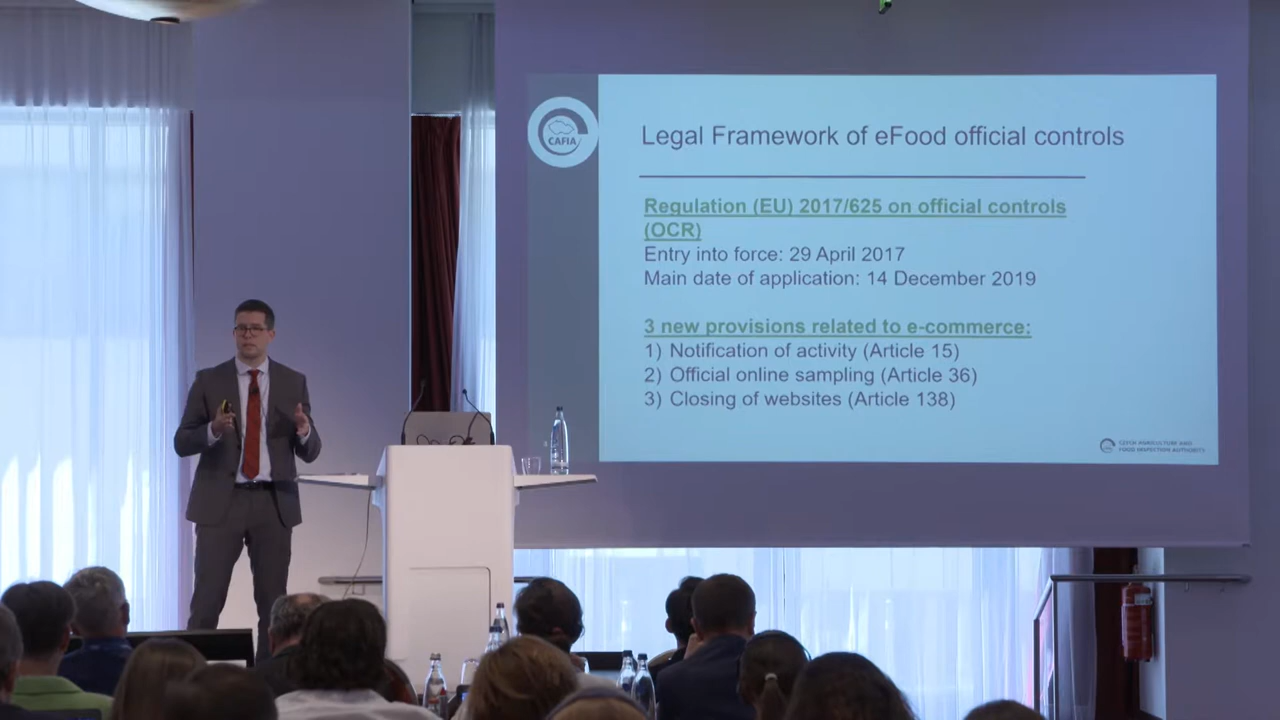 CAFIA
Legal Framework of eFood official controls
Regulation (EU) 2017/625 on official controls
(OCR)
Entry into force: 29 April 2017
Main date of application: 14 December 2019
3 new provisions related to e-commerce:
1) Notification of activity (Article 15)
2) Official online sampling (Article 36)
3) Closing of websites (Article 138)
CZECH AGRICULTURE AND
FOOD INSPECTION AUTHORITY